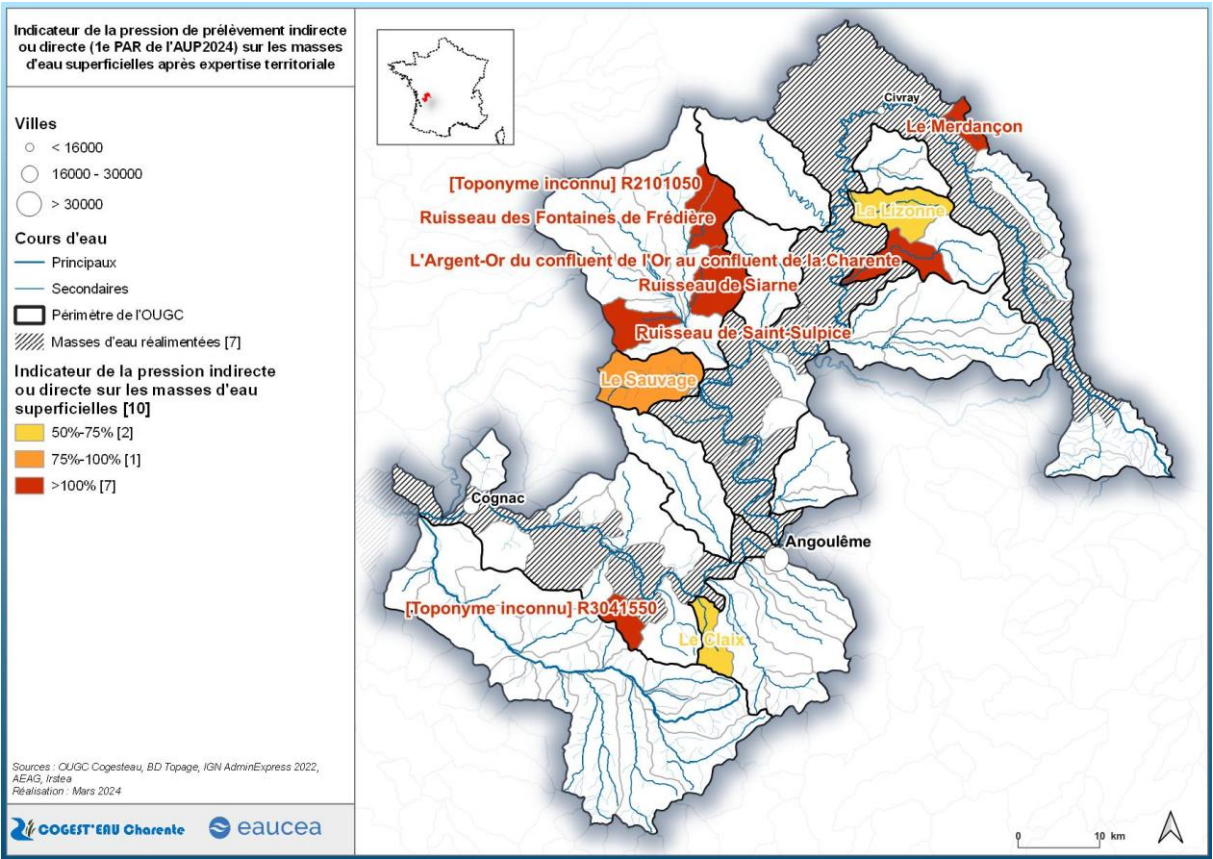 Indicateur de la pression de prélèvement indirecte
ou directe (1e PAR de l'AUP2024) sur les masses
d'eau superficielles après expertise territoriale
Villes
< 16000
16000 - 30000
> 30000
Cours d'eau
Principaux
Secondaires
Périmètre de l'OUGC
Masses d'eau réalimentées [7]
Indicateur de la pression indirecte
ou directe sur les masses d'eau
superficielles [10]
50%-75% [2]
75%-100% [1]
>100% [7]
Sources : OUGC Cogesteau, BD Topage, IGN AdminExpress 2022,
AEAG, Irstea
Réalisation : Mars 2024
COGEST'EAU Charente
eaucea
Civray
Le Merdançon
[Toponyme inconnu] R2101050
La Lizonne
Ruisseau des Fontaines de Frédière
L'Argent-Or du confluent de l'Or au confluent de la Charente
Ruisseau de Siarne
Ruisseau de Saint-Sulpice
Le Sauvage
Cognac
Angoulême
[Toponyme inconnu] R3041550
Le Claix
0 10 km